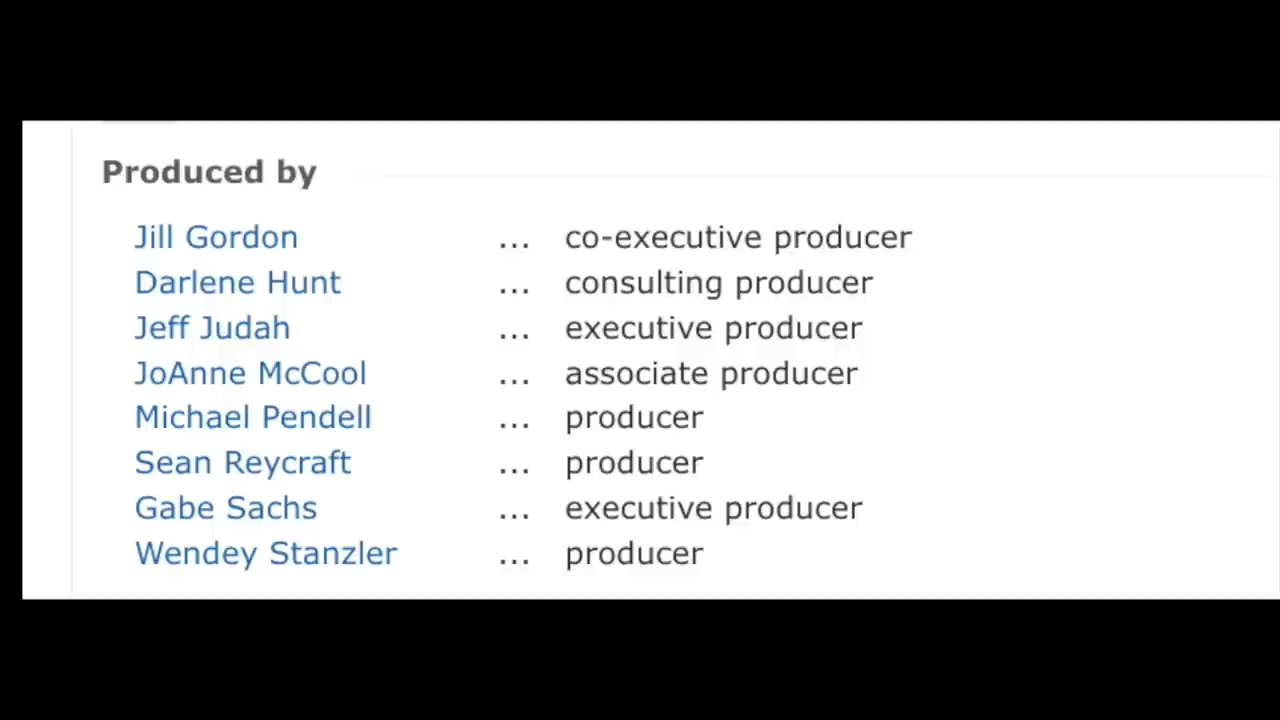 Produced by
Jill Gordon ... co-executive producer
Darlene Hunt ... consulting producer
Jeff Judah ... executive producer
JoAnne McCool ... associate producer
Michael Pendell ... producer
Sean Reycraft ... producer
Gabe Sachs ... executive producer
Wendey Stanzler ... producer